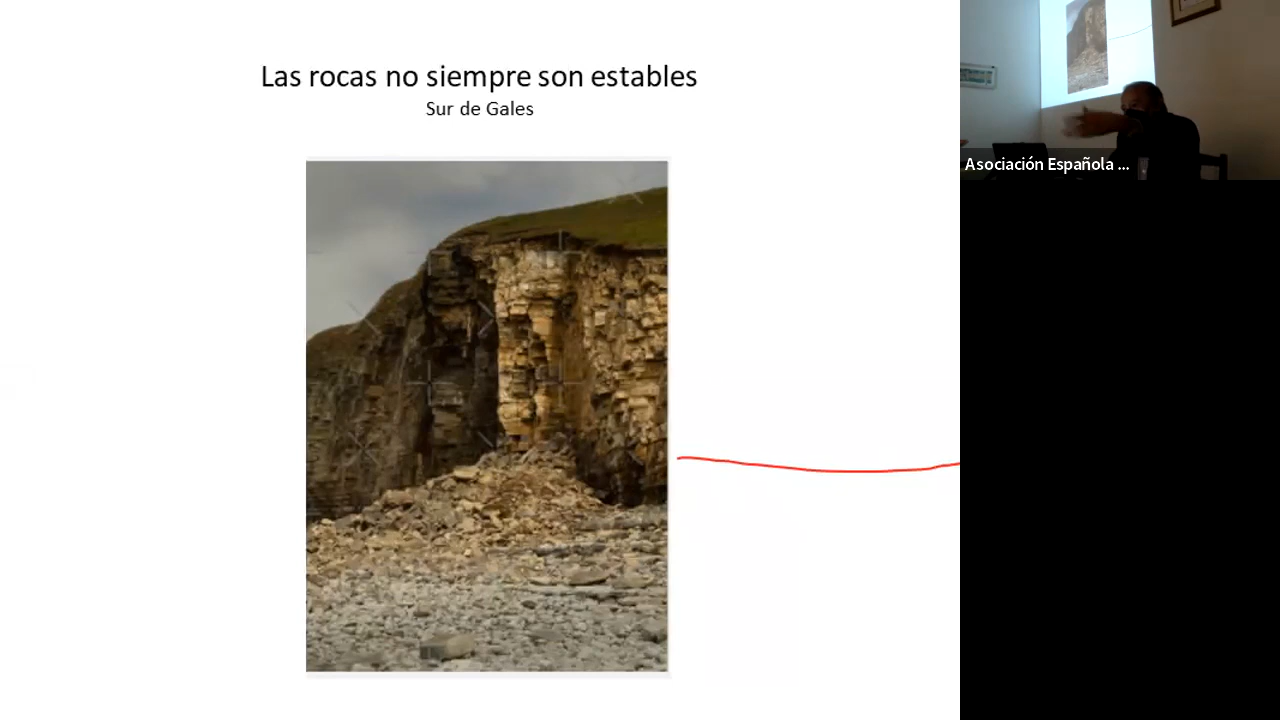 Las rocas no siempre son estables
Sur de Gales
Asociación Española ...